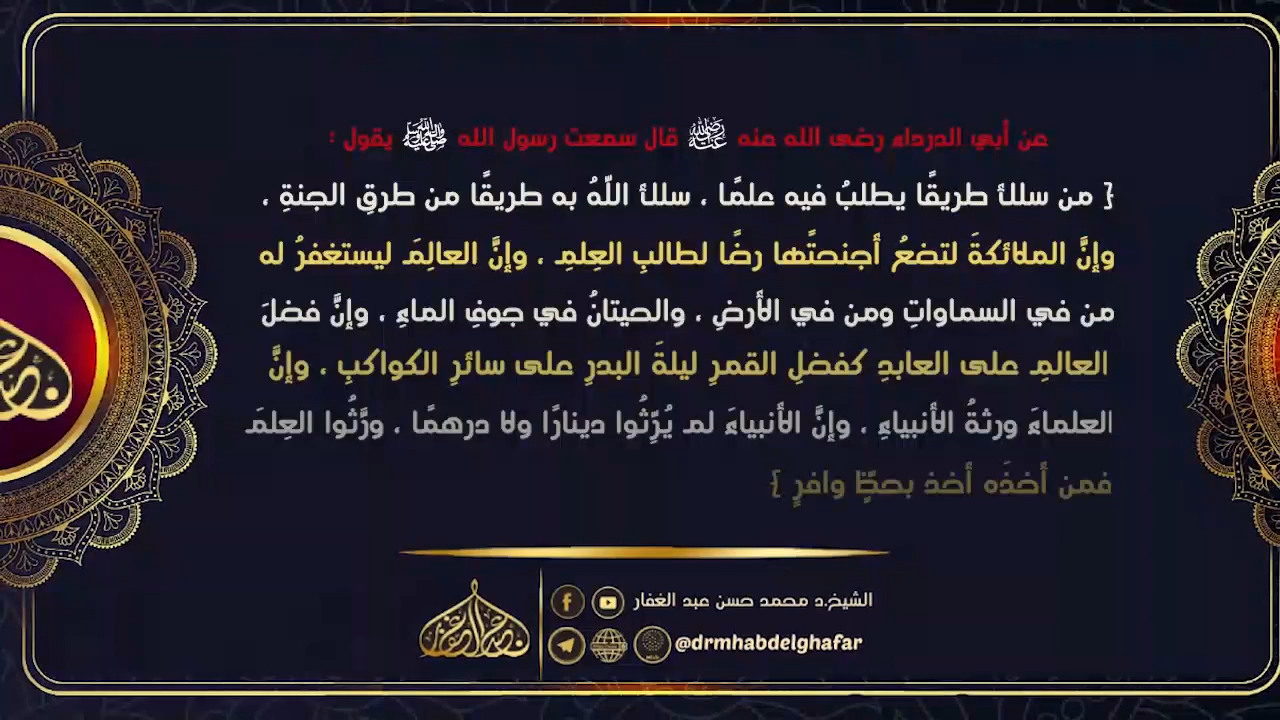 عن أبي الدرداء رضى الله عنه ﵁ قال سمعت رسول الله ﷺ يقول :
{ من سلك طريقًا يطلبُ فيه علمًا ، سلك اللّهُ به طريقًا من طرقِ الجنةِ ،
وإنَّ الملائكةَ لتضعُ أجنحتَها رضًا لطالبِ العِلمِ ، وإنَّ العالِمَ ليستغفرُ له
من في السماواتِ ومن في الأرضِ ، والحيتانُ في جوفِ الماءِ ، وإنَّ فضلَ
العالمِ على العابدِ كفضلِ القمرِ ليلةَ البدرِ على سائرِ الكواكبِ ، وإنَّ
العلماءَ ورثةُ الأنبياءِ ، وإنَّ الأنبياءَ لم يُرِّثُوا دينارًا ولا درهمًا ، ورَّثُوا العِلمَ
فمن أخذَه أخذ بحظٍّ وافرٍ }
الشيخ.د محمد حسن عبد الغفار
@drmhabdelghafar